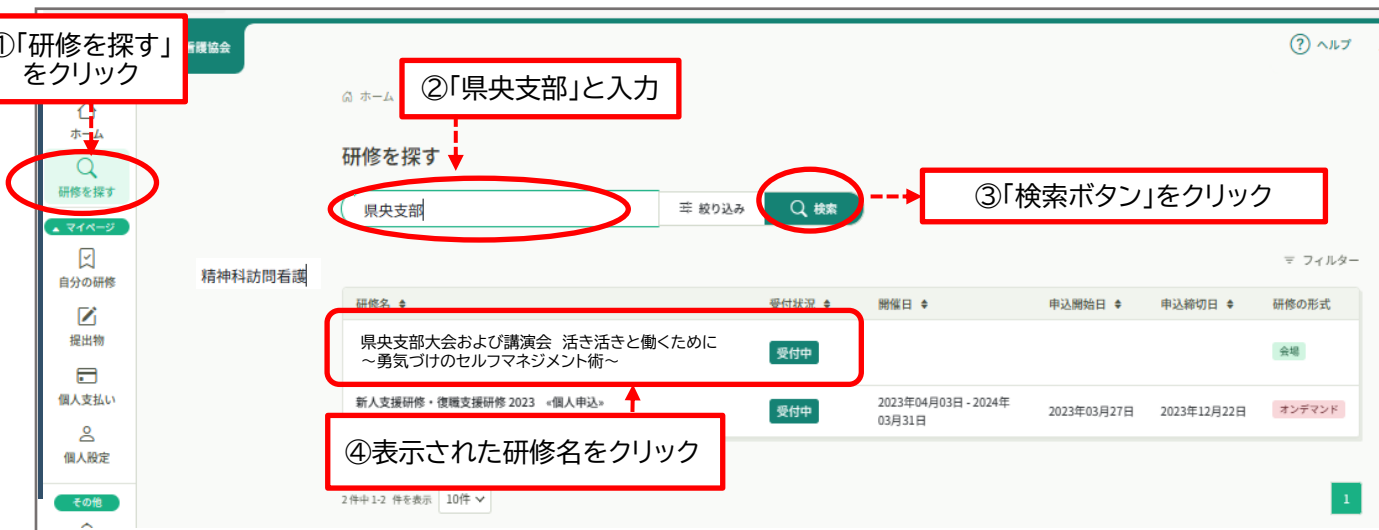 ①「研修を探す」
をクリック
看護協会
ヘルプ
ホーム
②「県央支部」と入力
ホーム
研修を探す
研修を探す
県央支部
絞り込み
検索
③「検索ボタン」をクリック
マイページ
自分の研修
精神科訪問看護
フィルター
研修名
受付状況
開催日
申込開始日
申込締切日
研修の形式
提出物
県央支部大会および講演会 活き活きと働くために
～勇気づけのセルフマネジメント術～
受付中
会場
個人支払い
新人支援研修・復職支援研修 2023 «個人申込»
受付中
2023年04月03日 - 2024年
03月31日
2023年03月27日
2023年12月22日
オンデマンド
個人設定
④表示された研修名をクリック
その他
2 件中 1-2 件を表示
10件
1